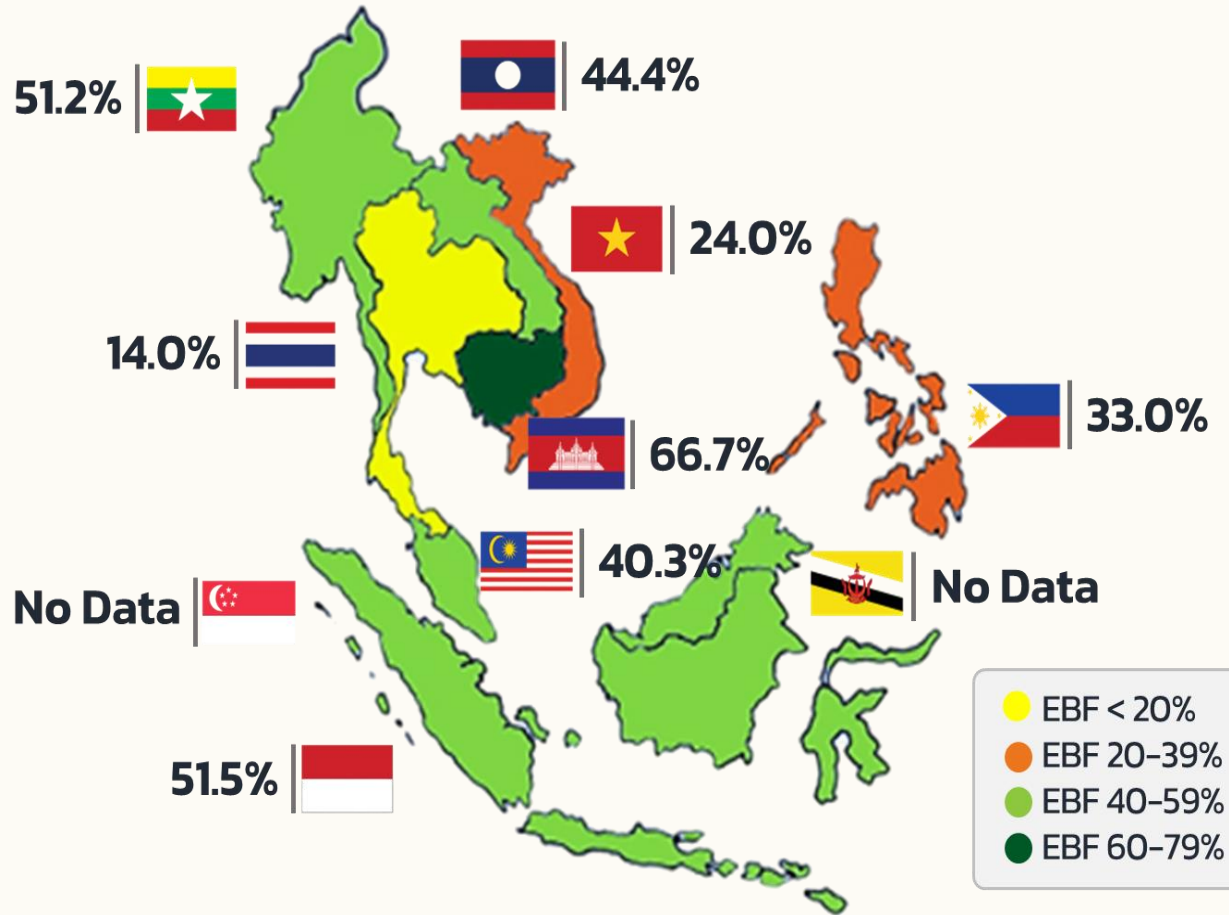 44.4%
51.2%
24.0%
14.0%
33.0%
66.7%
40.3%
No Data
No Data
51.5%
EBF < 20%
EBF 20–39%
EBF 40–59%
EBF 60–79%